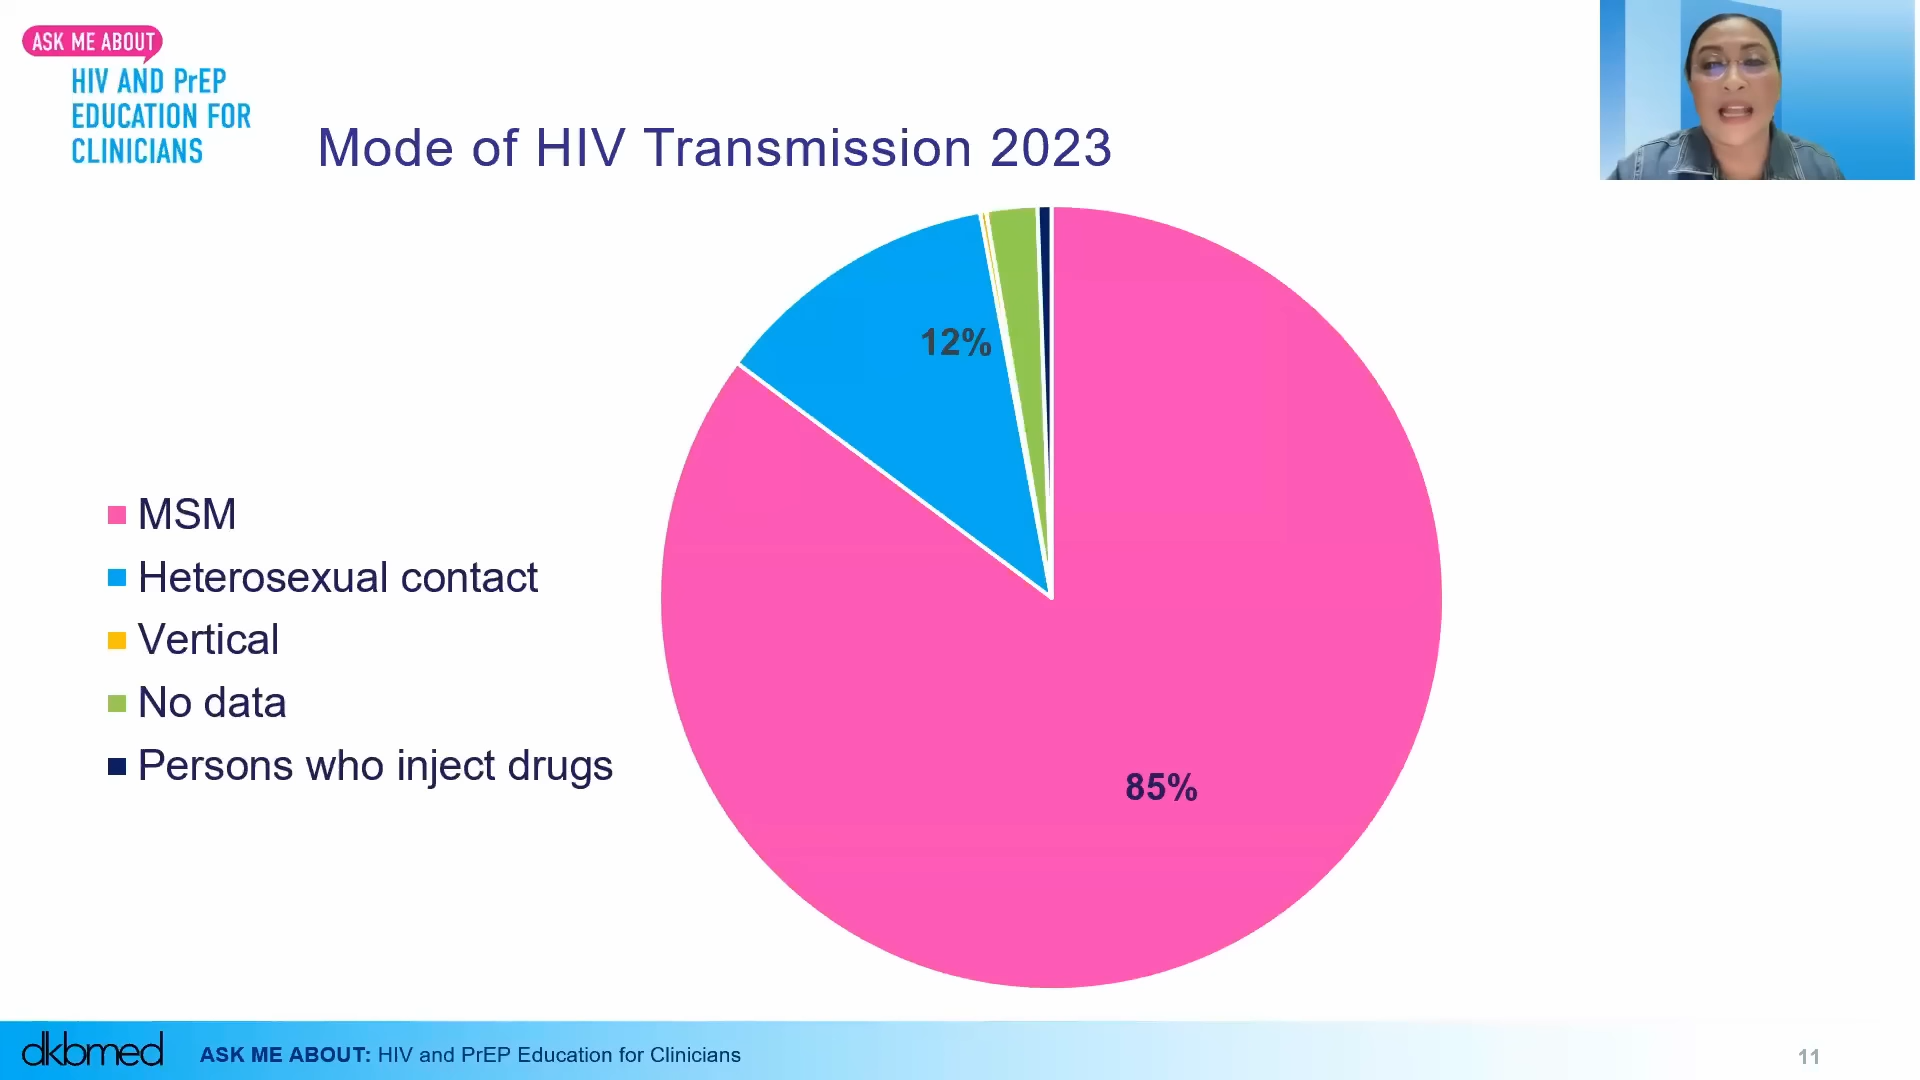 ASK ME ABOUT
HIV AND PrEP
EDUCATION FOR
CLINICIANS
Mode of HIV Transmission 2023
12%
MSM
Heterosexual contact
Vertical
No data
Persons who inject drugs
85%
dkbmed
ASK ME ABOUT: HIV and PrEP Education for Clinicians
11